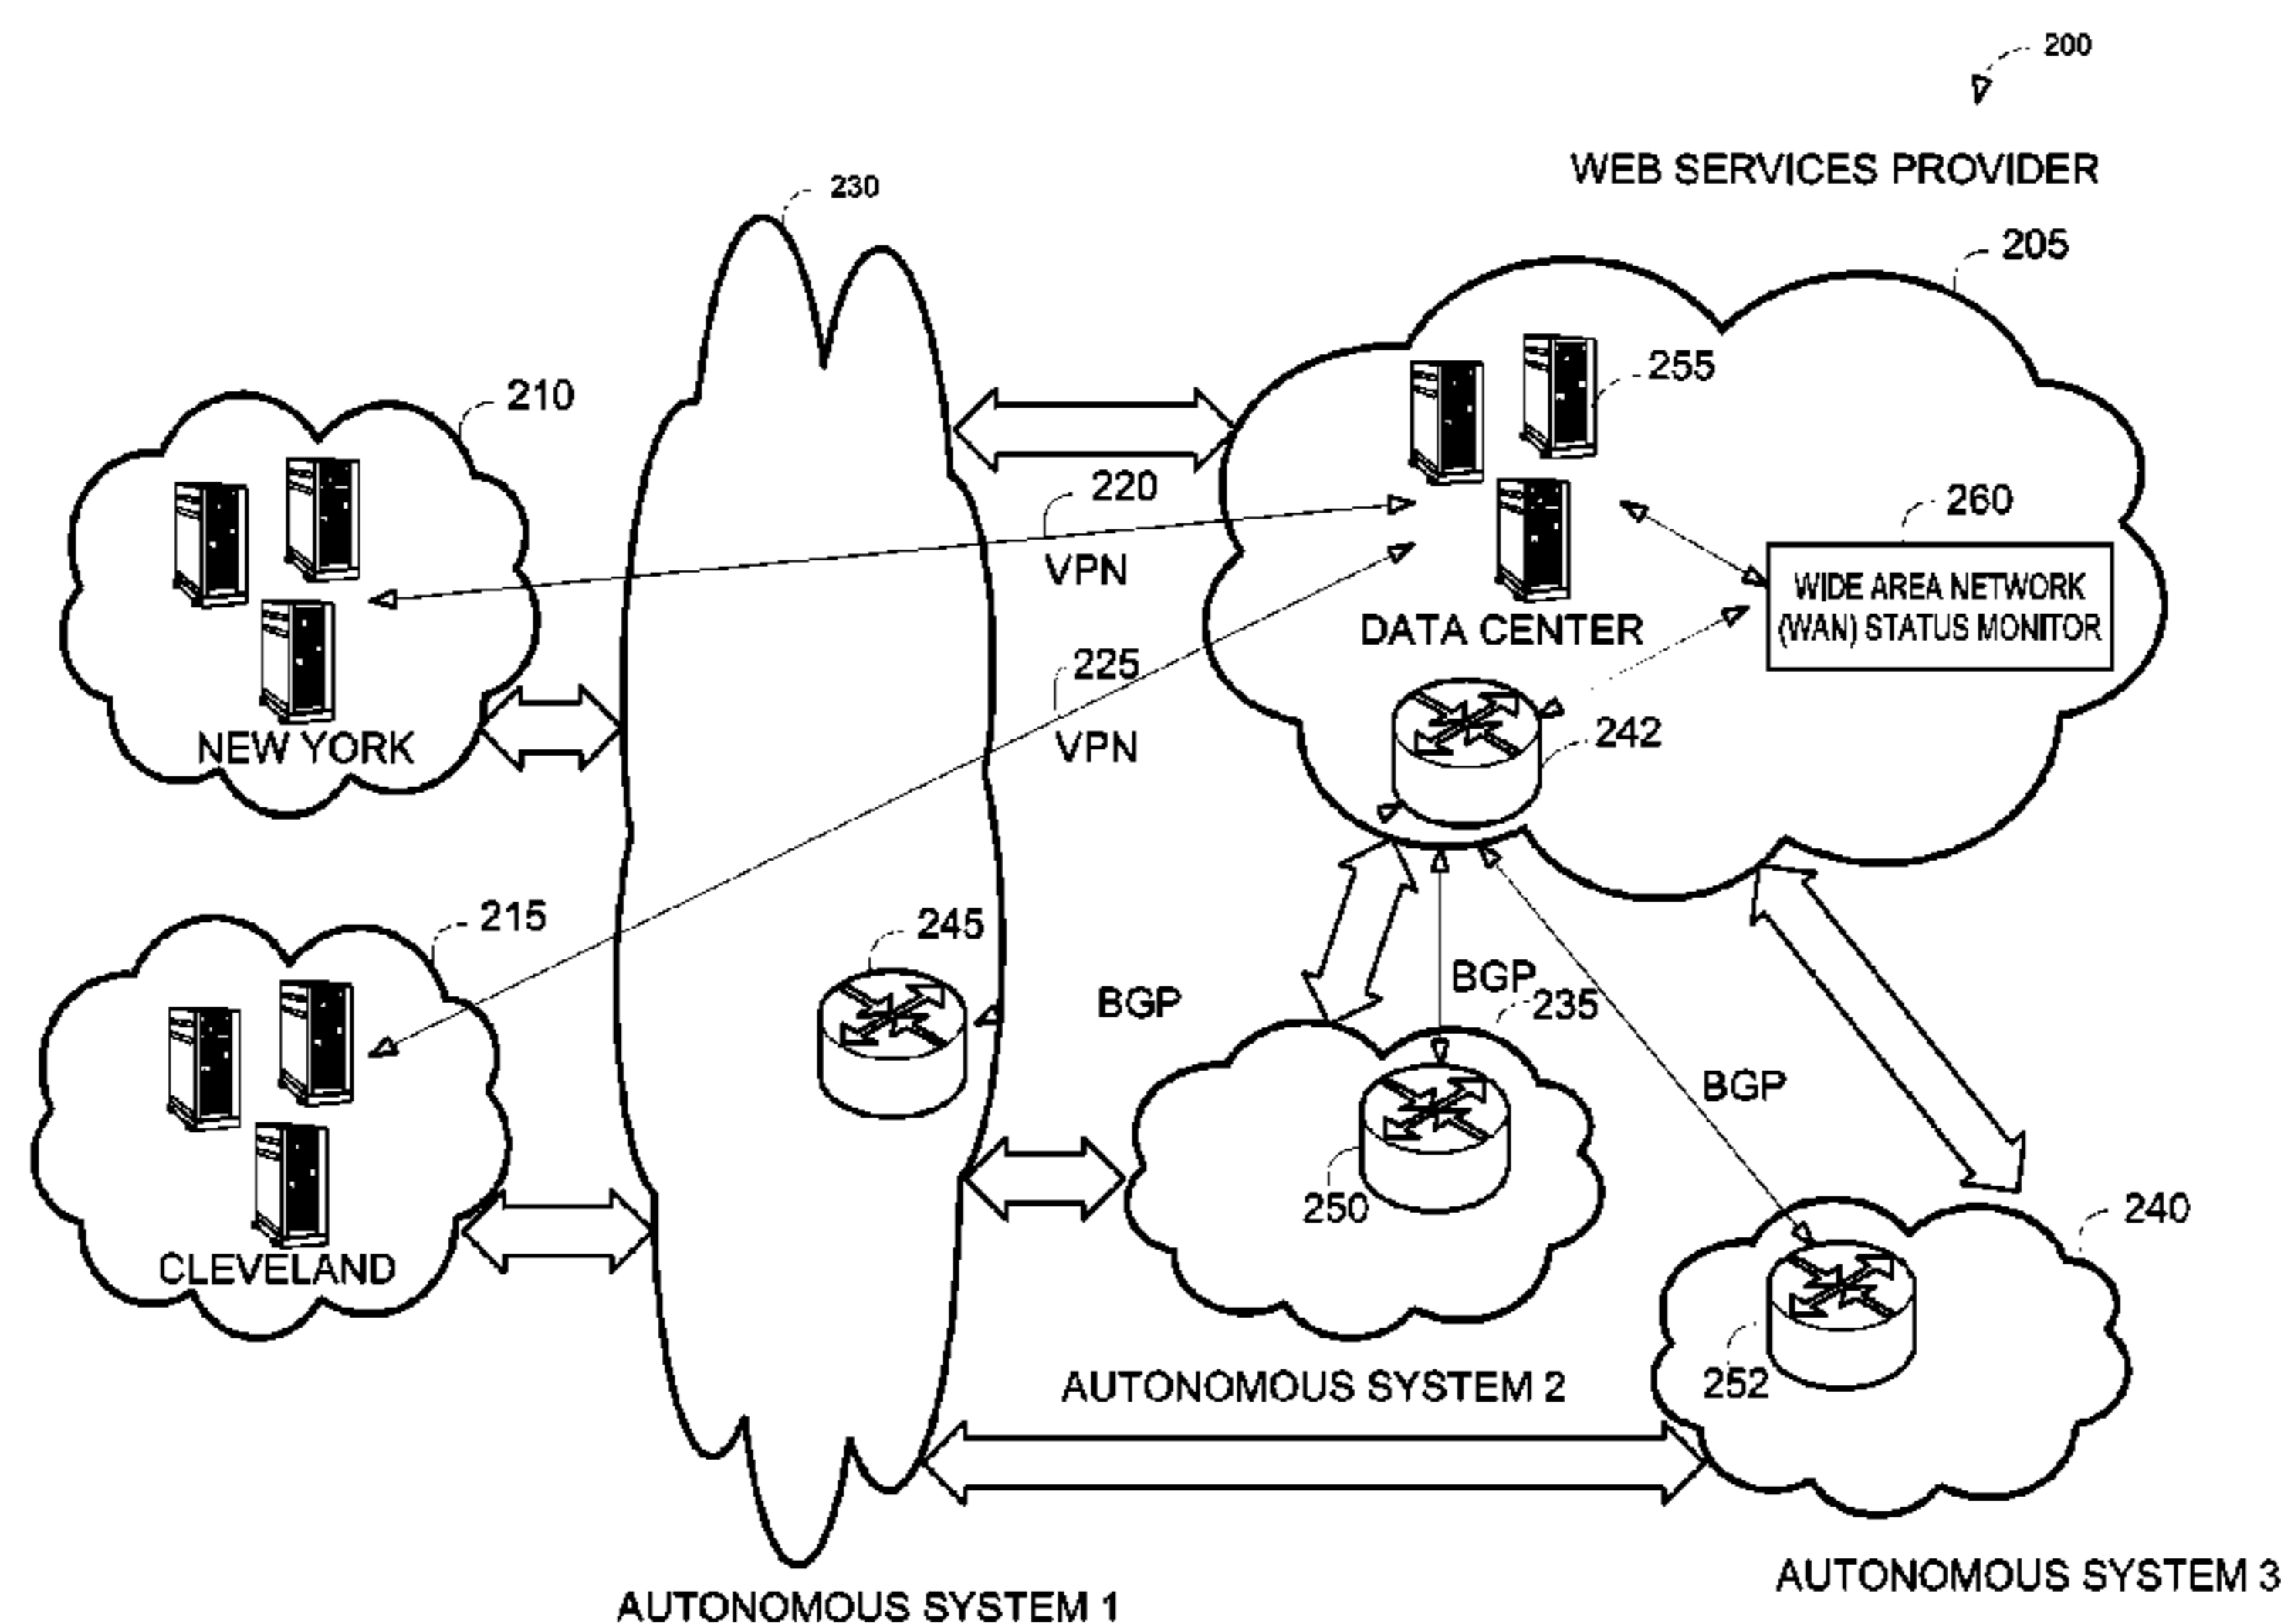 200
WEB SERVICES PROVIDER
230
205
255
210
220
260
VPN
WIDE AREA NETWORK
(WAN) STATUS MONITOR
DATA CENTER
225
NEW YORK
VPN
242
215
245
BGP
BGP
235
BGP
250
240
CLEVELAND
252
AUTONOMOUS SYSTEM 2
AUTONOMOUS SYSTEM 3
AUTONOMOUS SYSTEM 1